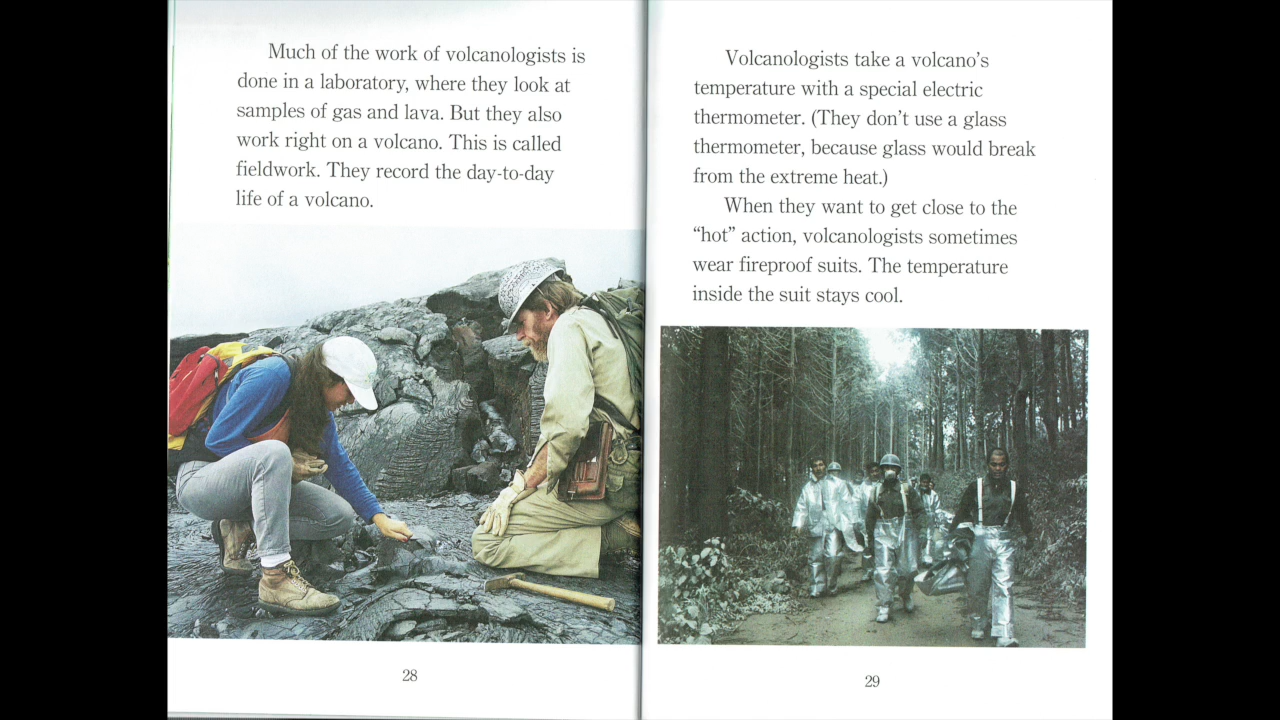 Much of the work of volcanologists is
done in a laboratory, where they look at
samples of gas and lava. But they also
work right on a volcano. This is called
fieldwork. They record the day-to-day
life of a volcano.
28
Volcanologists take a volcano's
temperature with a special electric
thermometer. (They don't use a glass
thermometer, because glass would break
from the extreme heat.)
When they want to get close to the
“hot” action, volcanologists sometimes
wear fireproof suits. The temperature
inside the suit stays cool.
29